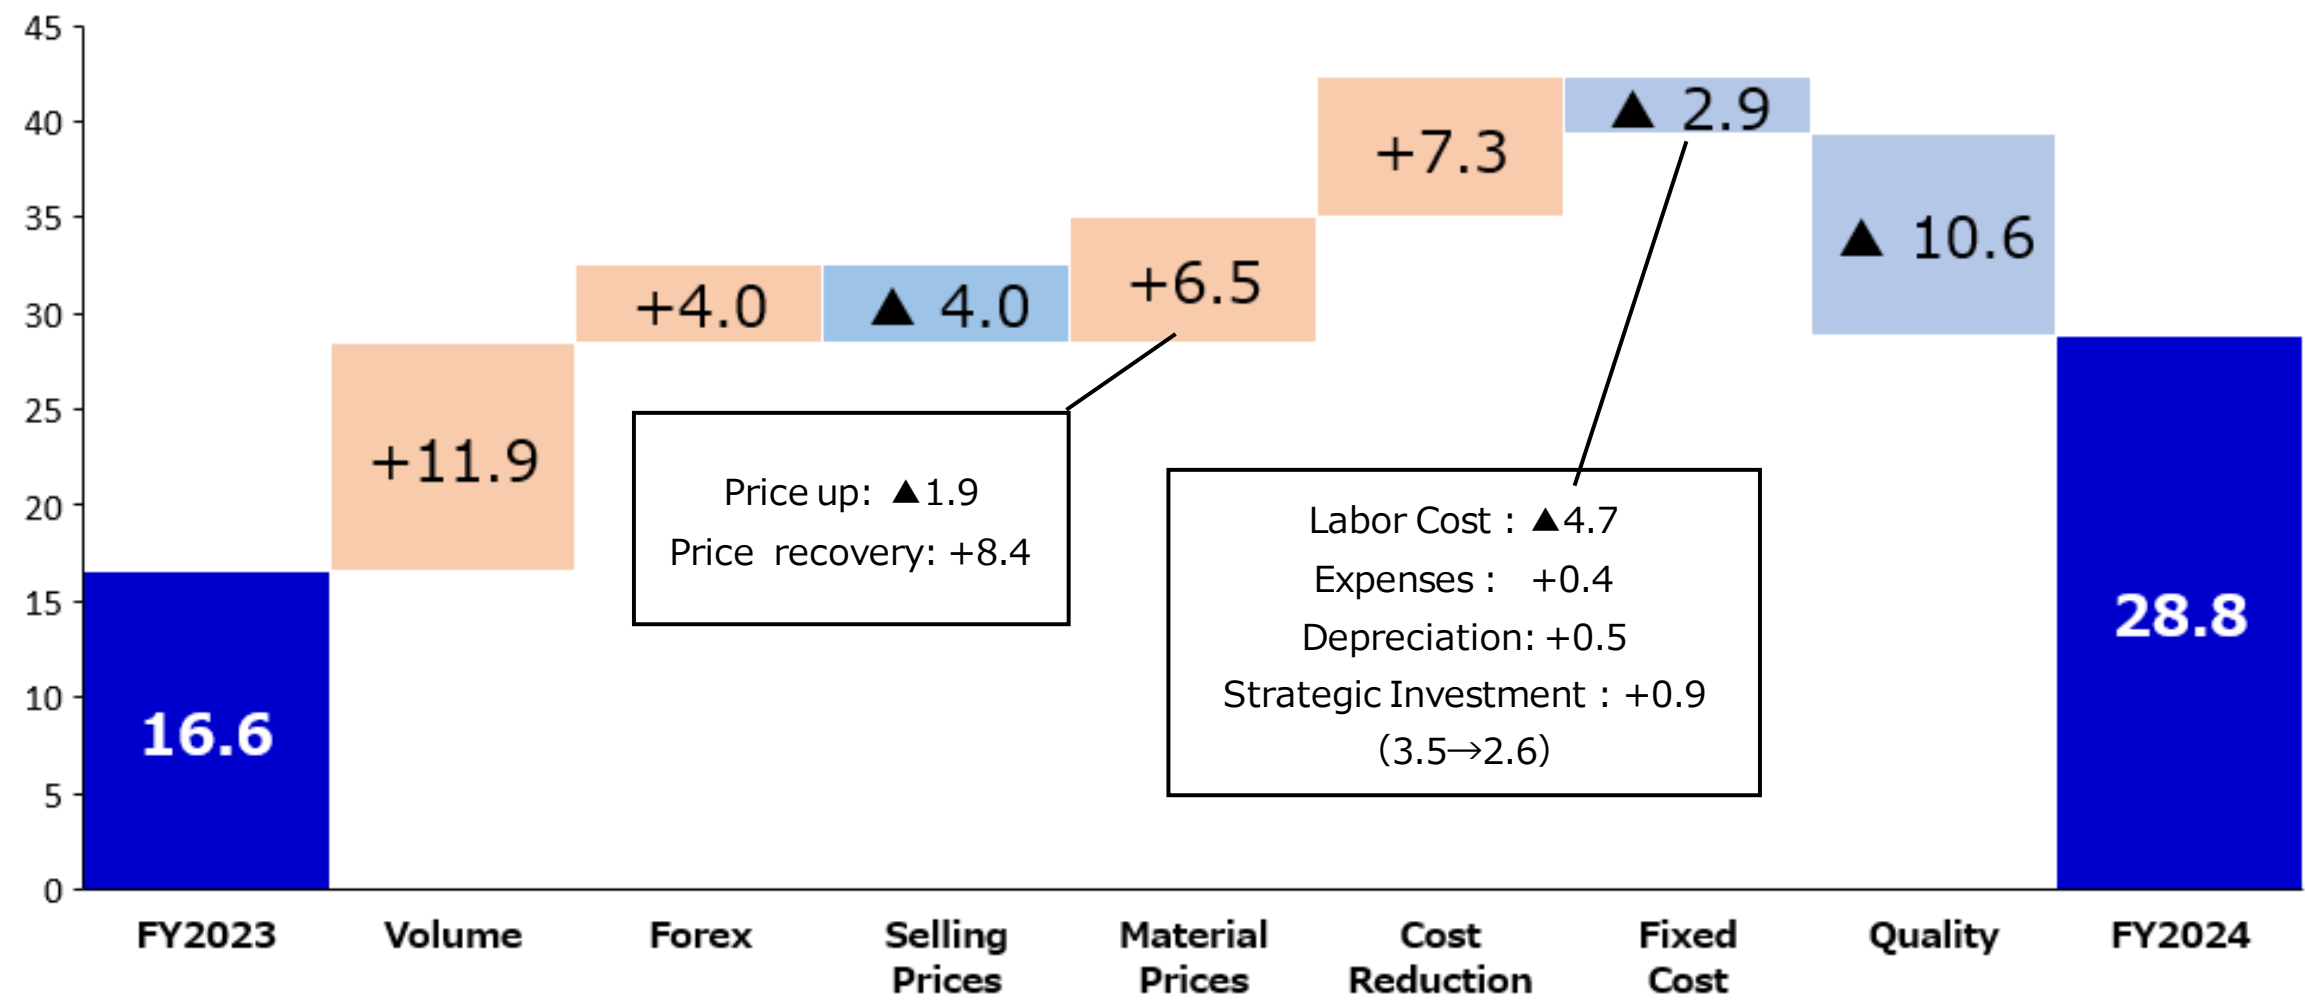 45
40
35
30
25
20
15
10
5
0
16.6
+11.9
+4.0
▲ 4.0
+6.5
+7.3
▲ 2.9
▲ 10.6
28.8
Price up: ▲1.9
Price recovery: +8.4
Labor Cost : ▲4.7
Expenses : +0.4
Depreciation: +0.5
Strategic Investment : +0.9
(3.5→2.6)
FY2023
Volume
Forex
Selling
Prices
Material
Prices
Cost
Reduction
Fixed
Cost
Quality
FY2024